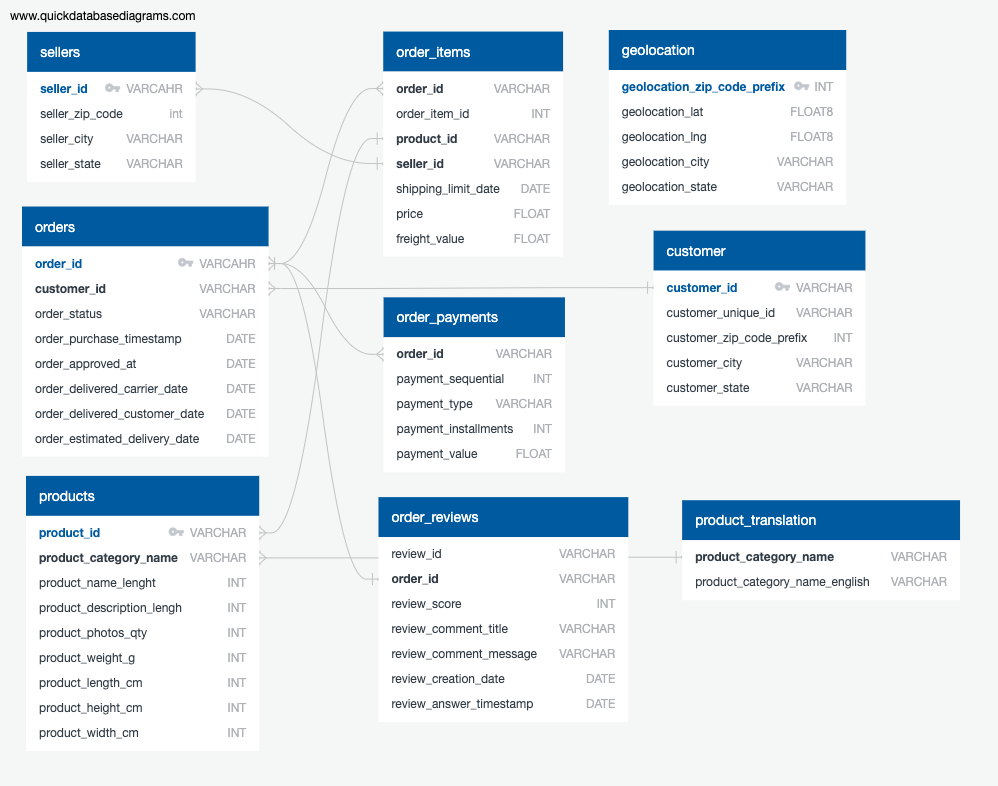 www.quickdatabasediagrams.com
sellers
seller_id VARCAHR
seller_zip_code int
seller_city VARCHAR
seller_state VARCHAR
order_items
order_id VARCHAR
order_item_id INT
product_id VARCHAR
seller_id VARCHAR
shipping_limit_date DATE
price FLOAT
freight_value FLOAT
geolocation
geolocation_zip_code_prefix INT
geolocation_lat FLOAT8
geolocation_lng FLOAT8
geolocation_city VARCHAR
geolocation_state VARCHAR
orders
order_id VARCAHR
customer_id VARCHAR
order_status VARCHAR
order_purchase_timestamp DATE
order_approved_at DATE
order_delivered_carrier_date DATE
order_delivered_customer_date DATE
order_estimated_delivery_date DATE
customer
customer_id VARCHAR
customer_unique_id VARCHAR
customer_zip_code_prefix INT
customer_city VARCHAR
customer_state VARCHAR
order_payments
order_id VARCHAR
payment_sequential INT
payment_type VARCHAR
payment_installments INT
payment_value FLOAT
products
product_id VARCHAR
product_category_name VARCHAR
product_name_lenght INT
product_description_lengh INT
product_photos_qty INT
product_weight_g INT
product_length_cm INT
product_height_cm INT
product_width_cm INT
order_reviews
review_id VARCHAR
order_id VARCHAR
review_score INT
review_comment_title VARCHAR
review_comment_message VARCHAR
review_creation_date DATE
review_answer_timestamp DATE
product_translation
product_category_name VARCHAR
product_category_name_english VARCHAR